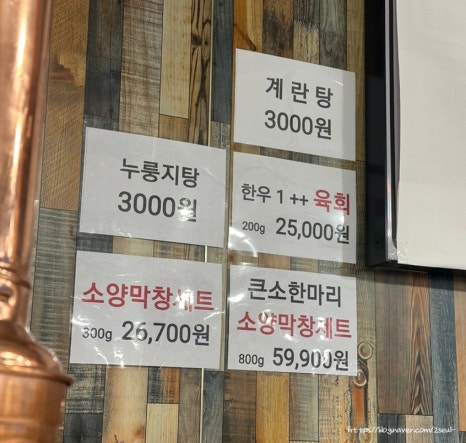 계란탕
3000원
누룽지탕
3000원
한우 1 ++ 육회
200g 25,000원
소양막창세트
300g 26,700원
큰소한마리
소양막창세트
800g 59,900원